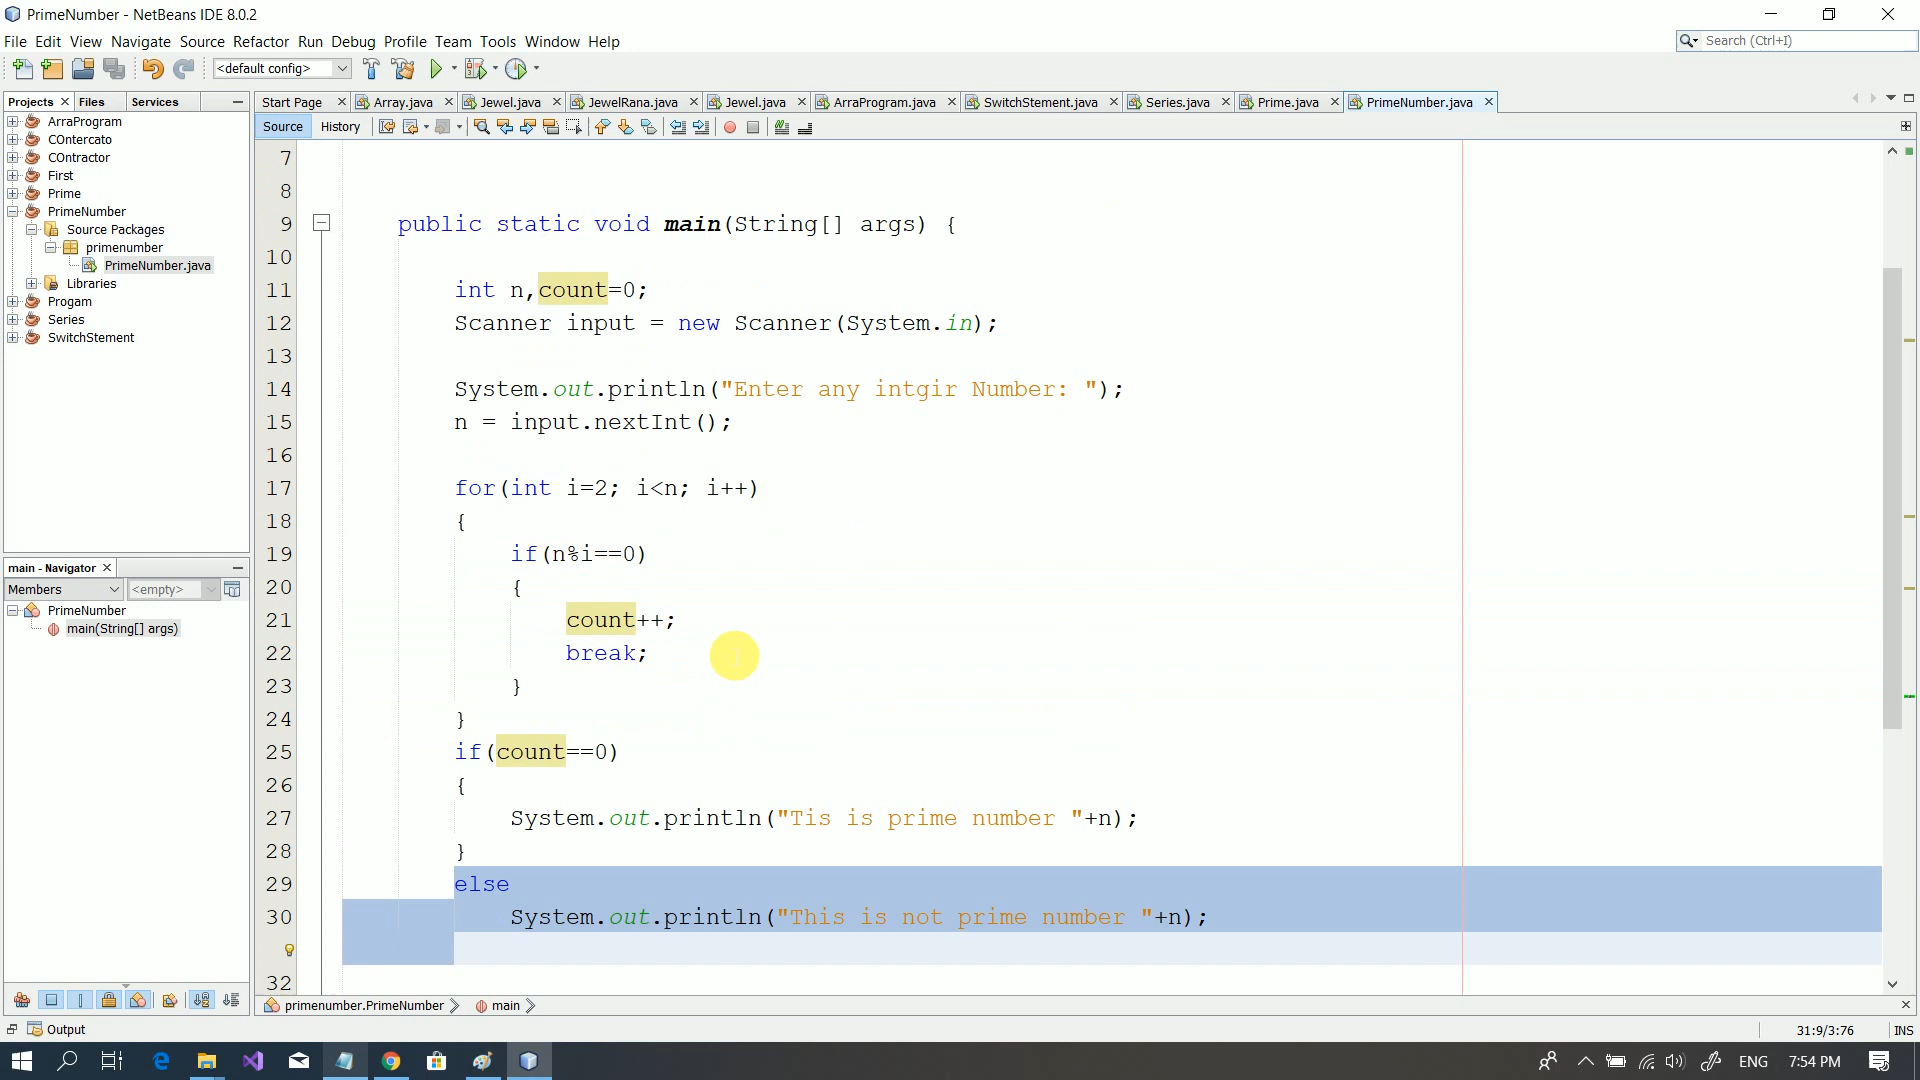 PrimeNumber - NetBeans IDE 8.0.2
File Edit View Navigate Source Refactor Run Debug Profile Team Tools Window Help
Search (Ctrl+I)
<default config>
Projects Files Services
Start Page Array.java Jewel.java JewelRana.java Jewel.java ArraProgram.java SwitchStement.java Series.java Prime.java PrimeNumber.java
Source History
ArraProgram
COntercato
COntractor
First
Prime
PrimeNumber
Source Packages
primenumber
PrimeNumber.java
Libraries
Progam
Series
SwitchStement
main - Navigator
Members <empty>
PrimeNumber
main(String[] args)
7
8
9 public static void main(String[] args) {
10
11 int n,count=0;
12 Scanner input = new Scanner(System.in);
13
14 System.out.println("Enter any intgir Number: ");
15 n = input.nextInt();
16
17 for(int i=2; i<n; i++)
18 {
19 if(n%i==0)
20 {
21 count++;
22 break;
23 }
24 }
25 if(count==0)
26 {
27 System.out.println("Tis is prime number "+n);
28 }
29 else
30 System.out.println("This is not prime number "+n);
32
primenumber.PrimeNumber main
Output
31:9/3:76 INS
ENG 7:54 PM